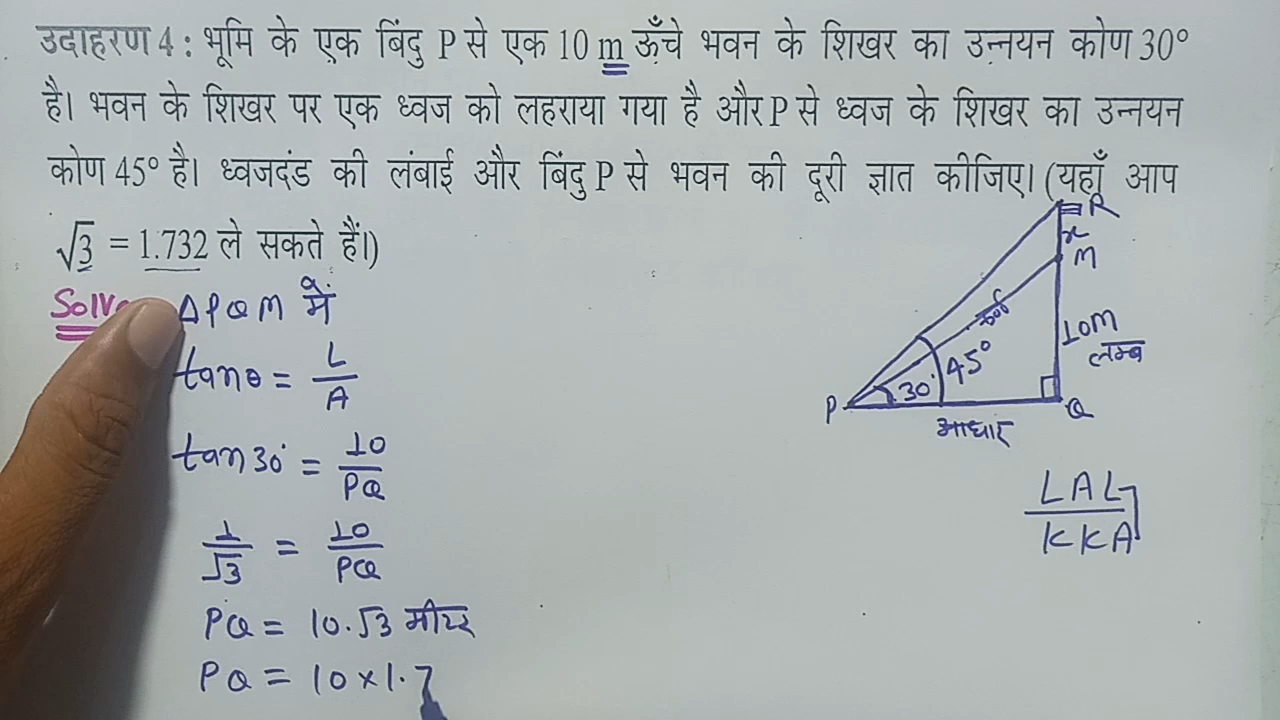 उदाहरण 4 : भूमि के एक बिंदु P से एक 10 m ऊँचे भवन के शिखर का उन्नयन कोण 30°
है। भवन के शिखर पर एक ध्वज को लहराया गया है और P से ध्वज के शिखर का उन्नयन
कोण 45° है। ध्वजदंड की लंबाई और बिंदु P से भवन की दूरी ज्ञात कीजिए। (यहाँ आप
√3 = 1.732 ले सकते हैं।)
R
x
M
10m
लम्ब
45°
30°
P
Q
आधार
ΔPQM में
tanθ = L/A
tan30° = 10/PQ
1/√3 = 10/PQ
PQ = 10.√3 मीटर
PQ = 10×1.7
LAL
KKA